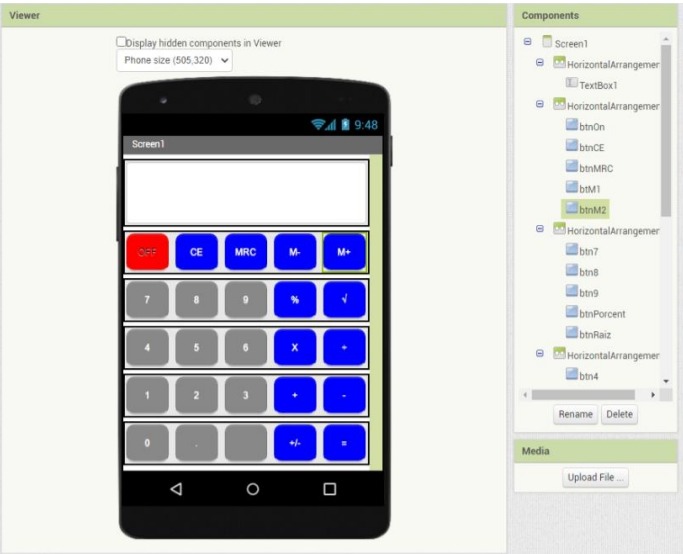 Viewer
Display hidden components in Viewer
Phone size (505,320)
9:48
Screen1
OFF CE MRC M- M+
7 8 9 % √
4 5 6 X ÷
1 2 3 + -
0 . +/- =
Components
Screen1
HorizontalArrangemer
TextBox1
HorizontalArrangemer
btnOn
btnCE
btnMRC
btM1
btnM2
HorizontalArrangemer
btn7
btn8
btn9
btnPorcent
btnRaiz
HorizontalArrangemer
btn4
Rename Delete
Media
Upload File ...